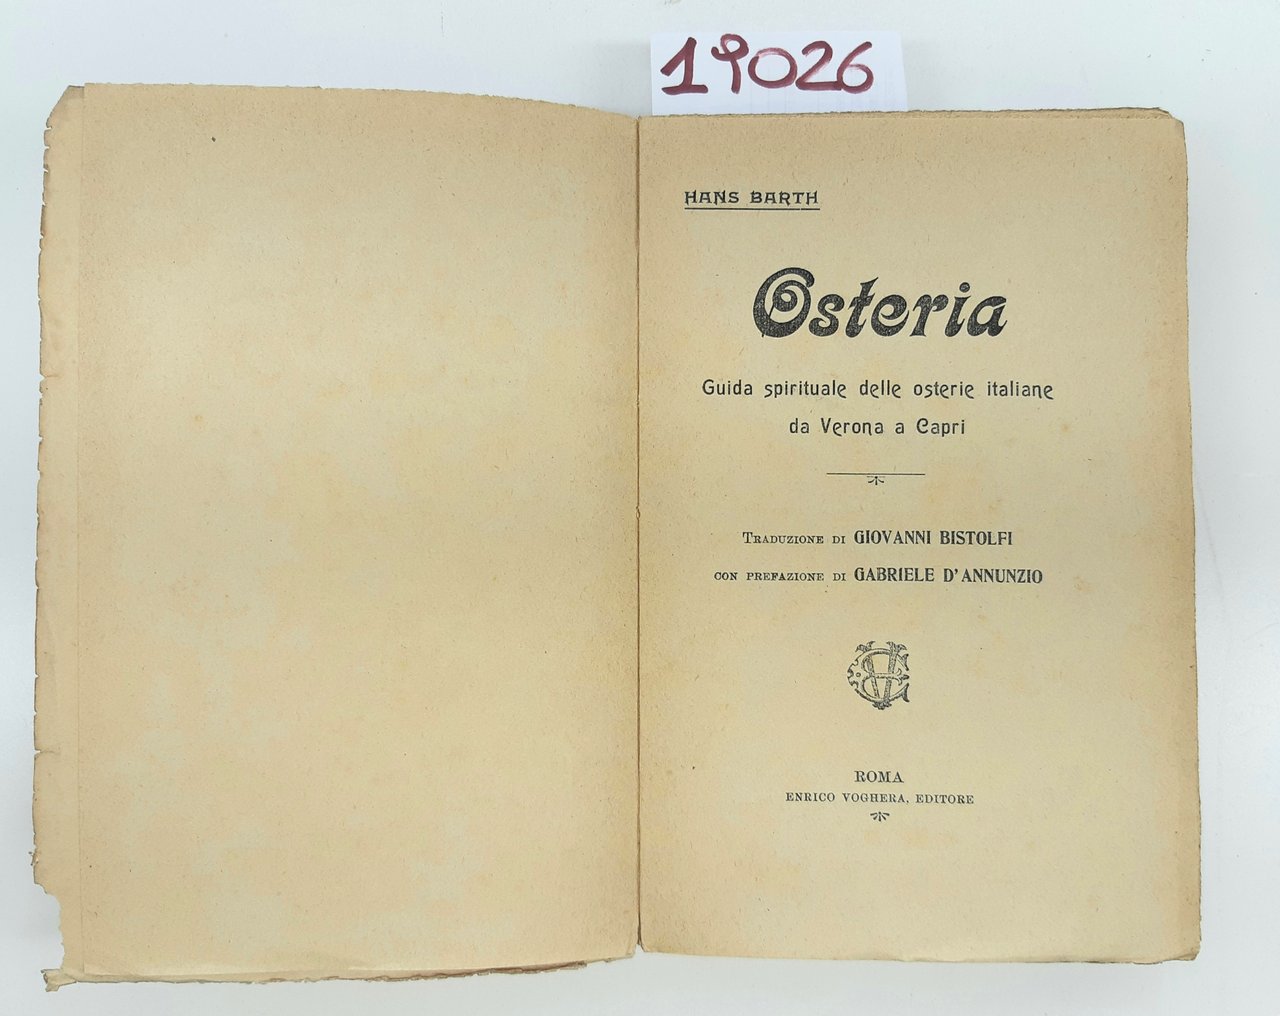 19026
HANS BARTH
Osteria
Guida spirituale delle osterie italiane
da Verona a Capri
TRADUZIONE DI GIOVANNI BISTOLFI
CON PREFAZIONE DI GABRIELE D'ANNUNZIO
ROMA
ENRICO VOGHERA, EDITORE